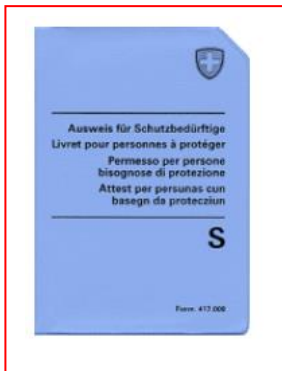 Ausweis für Schutzbedürftige
Livret pour personnes à protéger
Permesso per persone
bisognose di protezione
Attest per persunas cun
basegn da protecziun
S
Form. 417.008